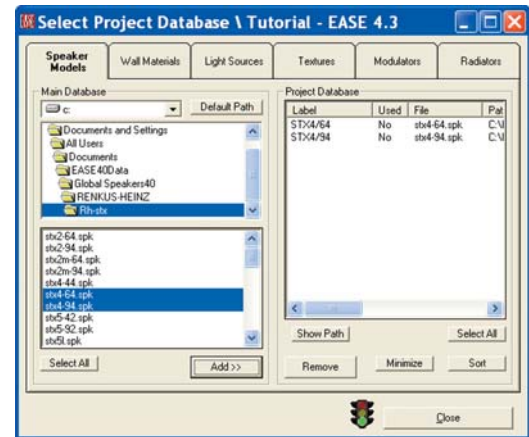 Select Project Database \ Tutorial - EASE 4.3
Speaker Models
Wall Materials
Light Sources
Textures
Modulators
Radiators
Main Database
c:
Default Path
Documents and Settings
All Users
Documents
EASE40Data
Global Speakers40
RENKUS-HEINZ
Rh-stx
stx2-64.spk
stx2-94.spk
stx2m-64.spk
stx2m-94.spk
stx4-44.spk
stx4-64.spk
stx4-94.spk
stx5-42.spk
stx5-92.spk
stx5l.spk
Select All
Add >>
Project Database
Label Used File Pat
STX4/64 No stx4-64.spk C:\I
STX4/94 No stx4-94.spk C:\I
Show Path
Select All
Remove
Minimize
Sort
Close